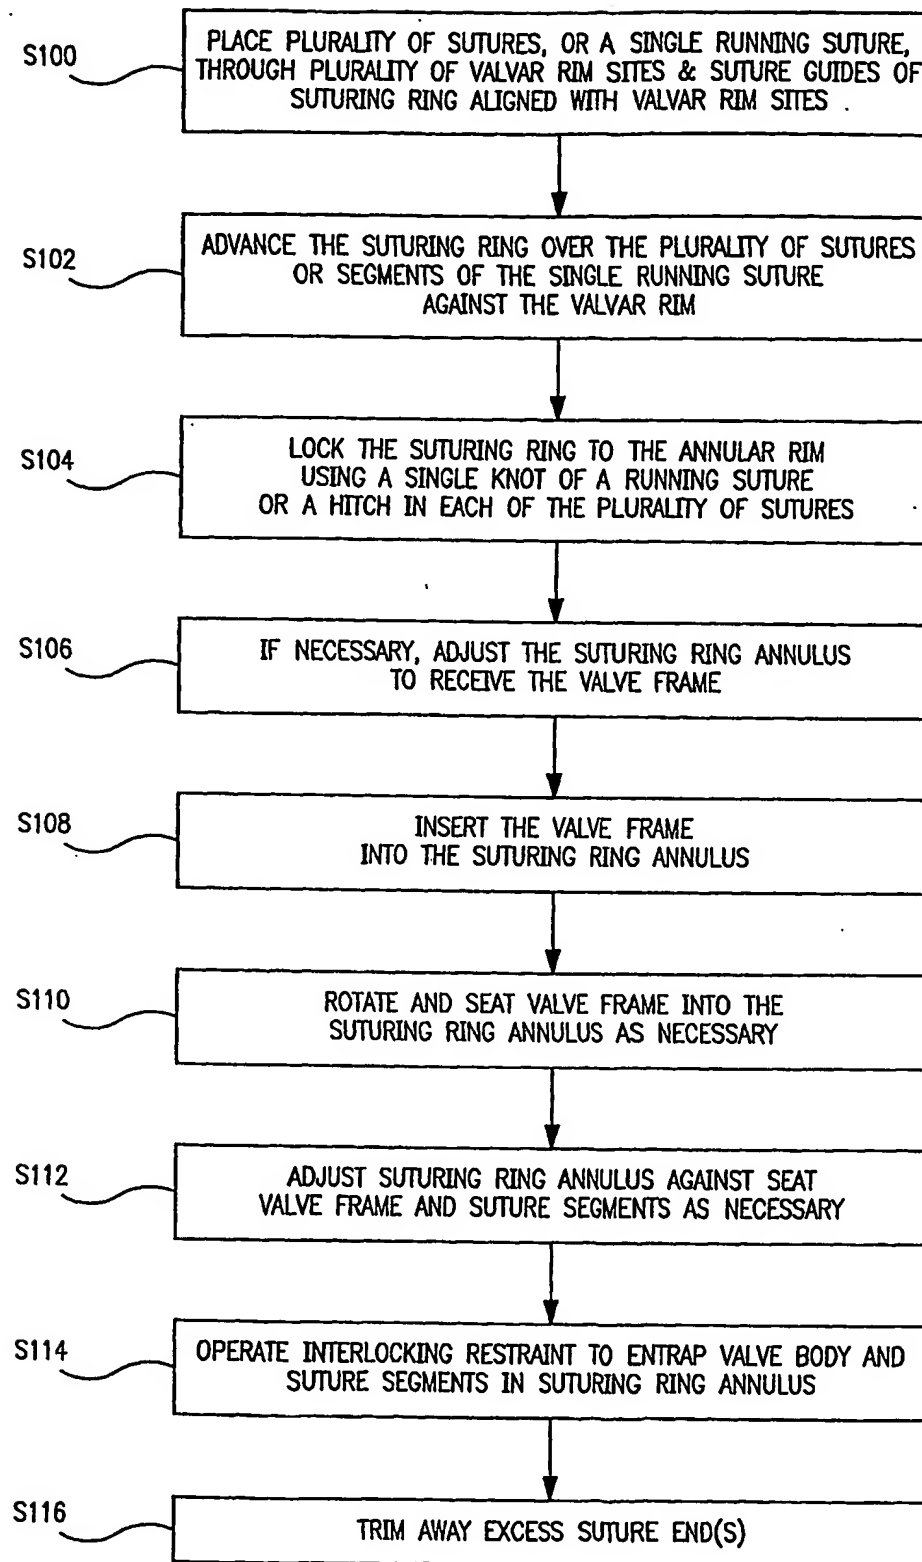 S100
PLACE PLURALITY OF SUTURES, OR A SINGLE RUNNING SUTURE,
THROUGH PLURALITY OF VALVAR RIM SITES & SUTURE GUIDES OF
SUTURING RING ALIGNED WITH VALVAR RIM SITES .
S102
ADVANCE THE SUTURING RING OVER THE PLURALITY OF SUTURES
OR SEGMENTS OF THE SINGLE RUNNING SUTURE
AGAINST THE VALVAR RIM
S104
LOCK THE SUTURING RING TO THE ANNULAR RIM
USING A SINGLE KNOT OF A RUNNING SUTURE
OR A HITCH IN EACH OF THE PLURALITY OF SUTURES
S106
IF NECESSARY, ADJUST THE SUTURING RING ANNULUS
TO RECEIVE THE VALVE FRAME
S108
INSERT THE VALVE FRAME
INTO THE SUTURING RING ANNULUS
S110
ROTATE AND SEAT VALVE FRAME INTO THE
SUTURING RING ANNULUS AS NECESSARY
S112
ADJUST SUTURING RING ANNULUS AGAINST SEAT
VALVE FRAME AND SUTURE SEGMENTS AS NECESSARY
S114
OPERATE INTERLOCKING RESTRAINT TO ENTRAP VALVE BODY AND
SUTURE SEGMENTS IN SUTURING RING ANNULUS
S116
TRIM AWAY EXCESS SUTURE END(S)